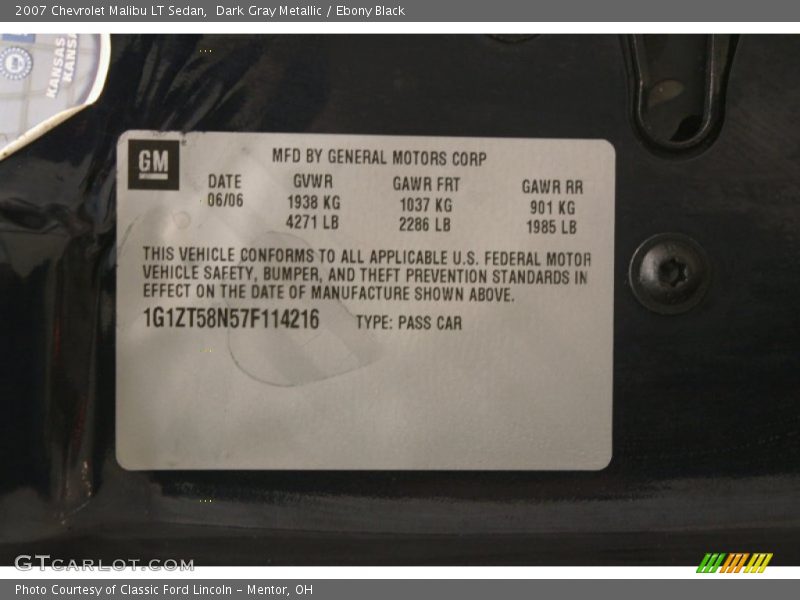 2007 Chevrolet Malibu LT Sedan,  Dark Gray Metallic / Ebony Black
KANSAS
KANS
GM
MFD BY GENERAL MOTORS CORP
DATE GVWR GAWR FRT GAWR RR
06/06 1938 KG 1037 KG 901 KG
4271 LB 2286 LB 1985 LB
THIS VEHICLE CONFORMS TO ALL APPLICABLE U.S. FEDERAL MOTOR
VEHICLE SAFETY, BUMPER, AND THEFT PREVENTION STANDARDS IN
EFFECT ON THE DATE OF MANUFACTURE SHOWN ABOVE.
1G1ZT58N57F114216 TYPE: PASS CAR
GTCARLOT.COM
Photo Courtesy of Classic Ford Lincoln – Mentor, OH